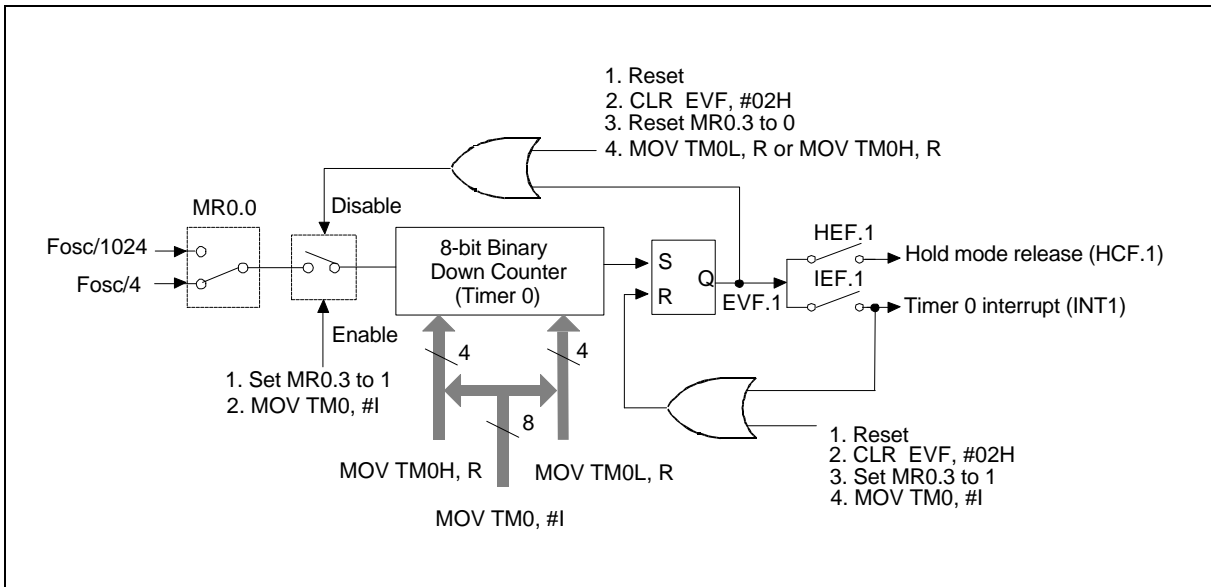 1. Reset
2. CLR EVF, #02H
3. Reset MR0.3 to 0
4. MOV TM0L, R or MOV TM0H, R
MR0.0
Disable
Fosc/1024
Fosc/4
8-bit Binary
Down Counter
(Timer 0)
S
R
Q
EVF.1
HEF.1
Hold mode release (HCF.1)
IEF.1
Timer 0 interrupt (INT1)
Enable
1. Set MR0.3 to 1
2. MOV TM0, #I
4
4
8
MOV TM0H, R
MOV TM0L, R
MOV TM0, #I
1. Reset
2. CLR EVF, #02H
3. Set MR0.3 to 1
4. MOV TM0, #I